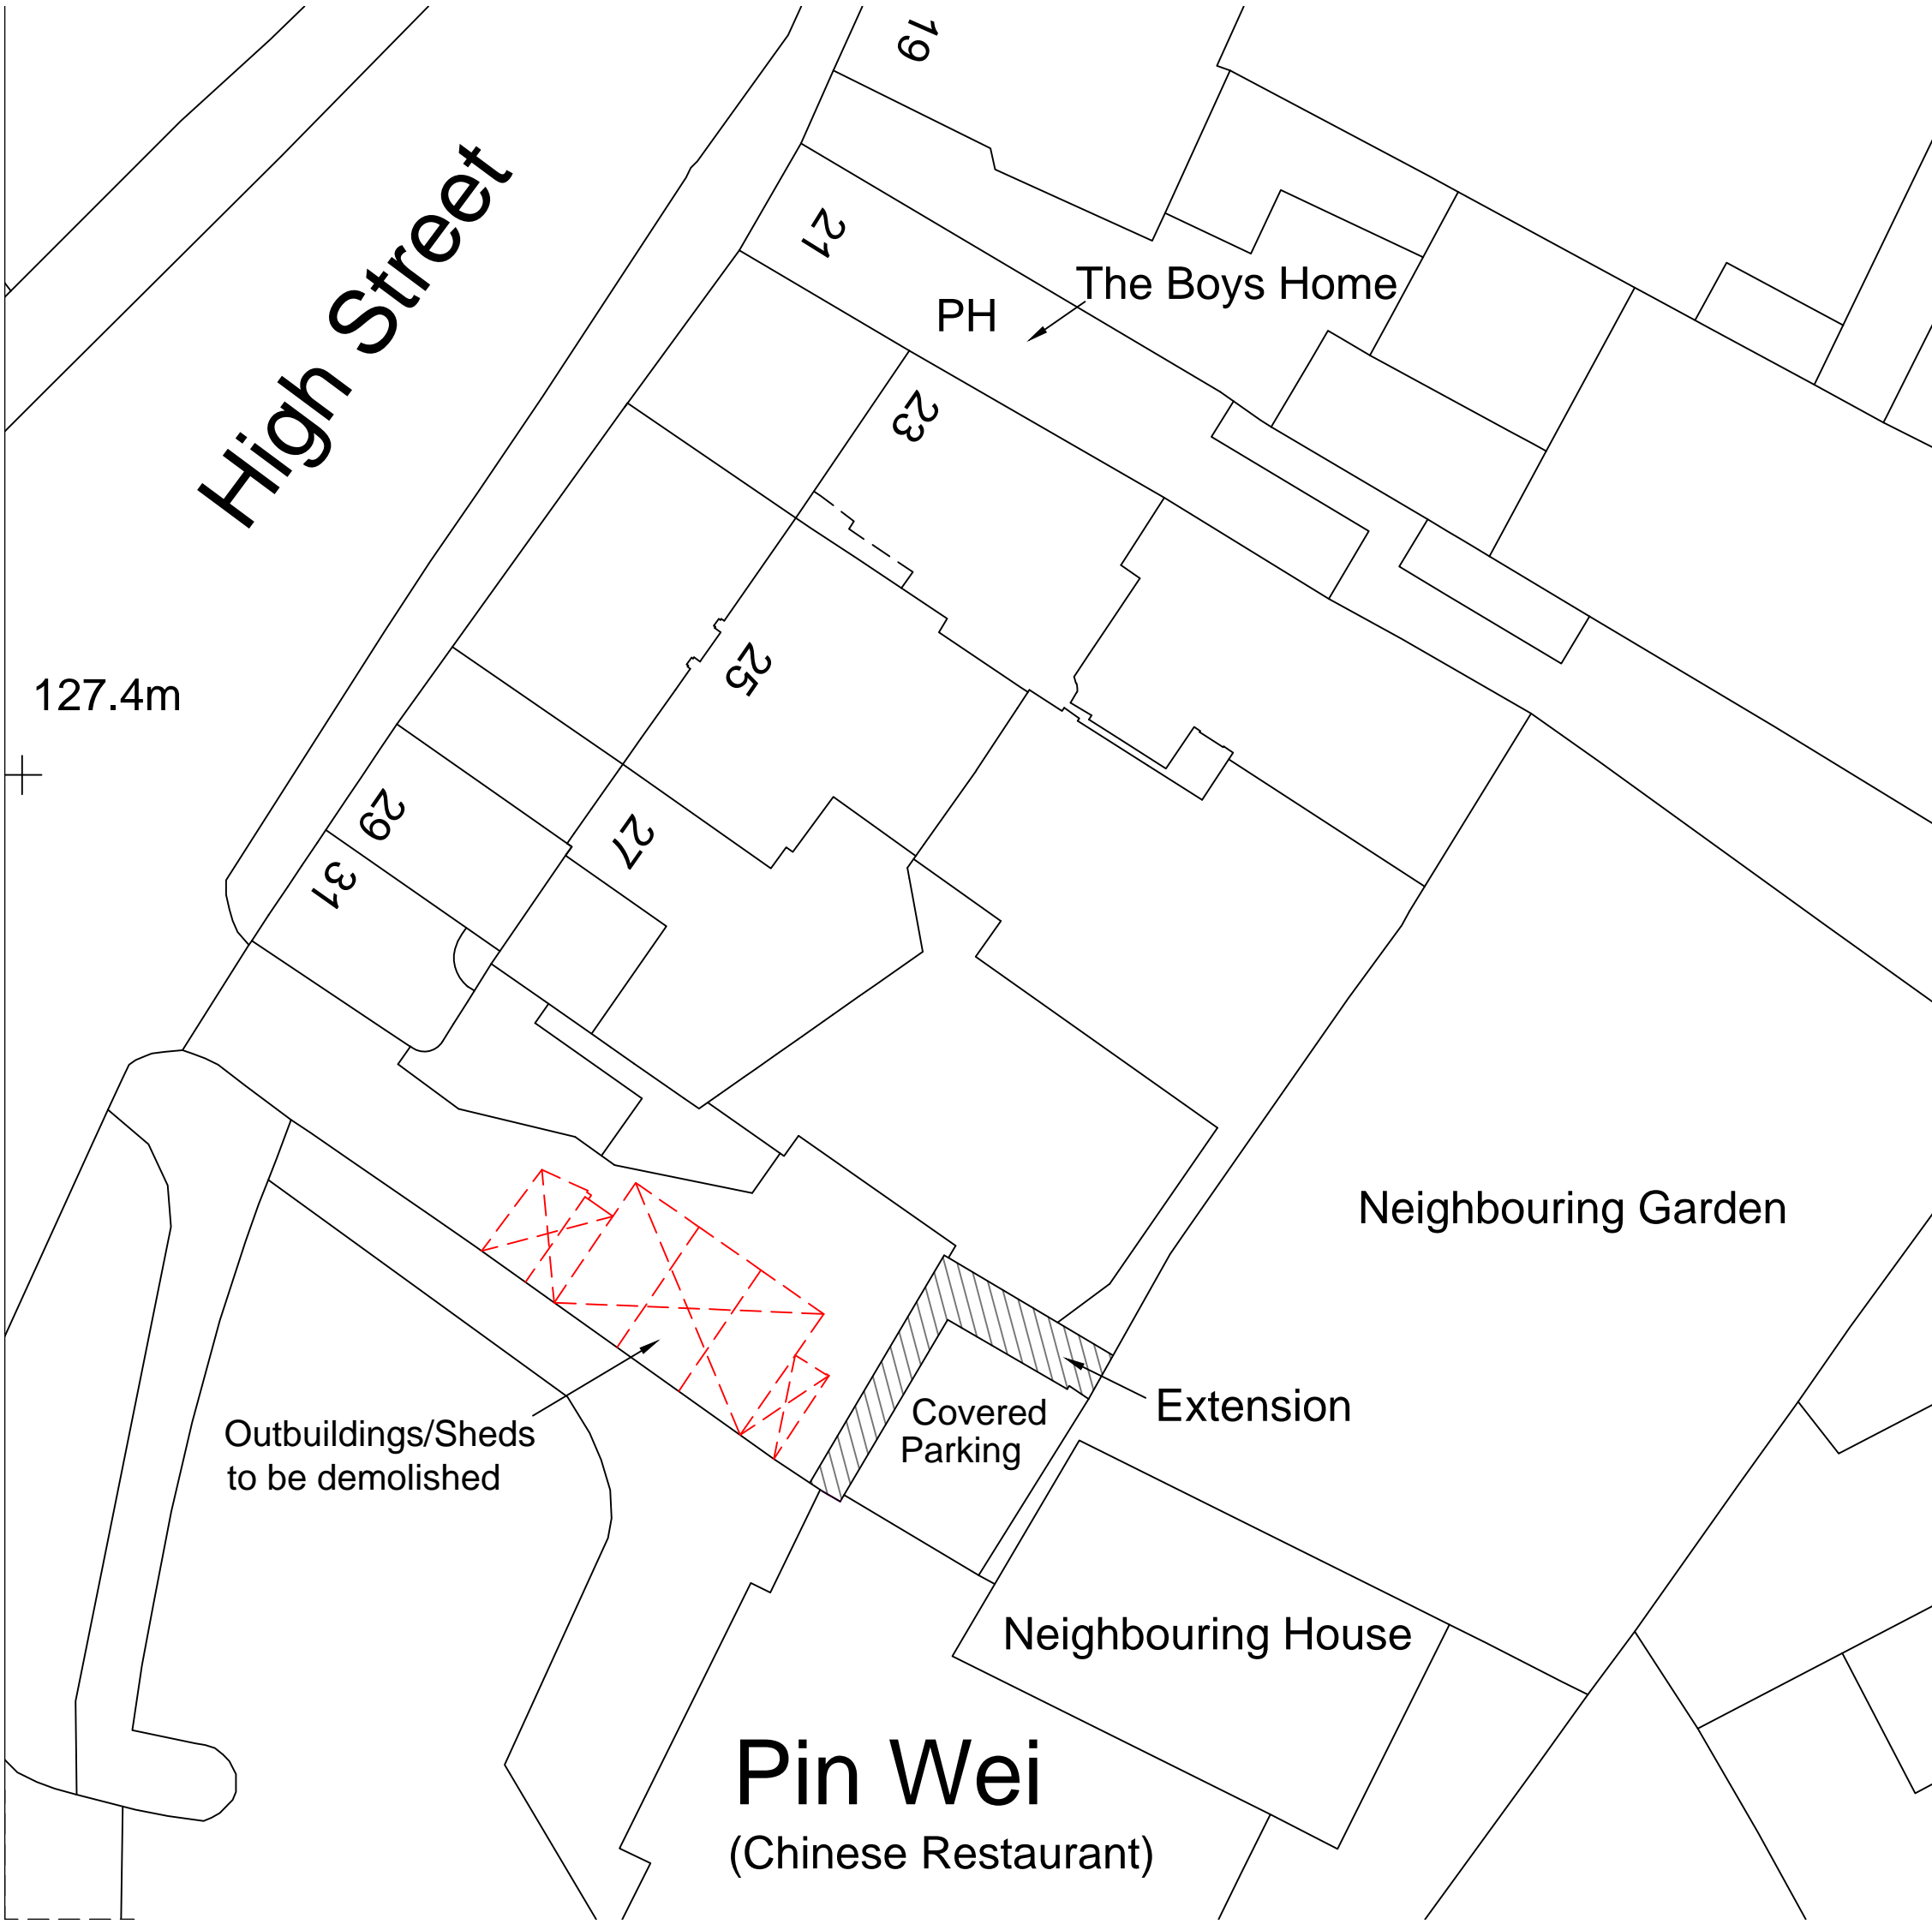 19
21
The Boys Home
PH
High Street
23
25
127.4m
29
27
31
Neighbouring Garden
Extension
Covered
Parking
Outbuildings/Sheds
to be demolished
Neighbouring House
Pin Wei
(Chinese Restaurant)